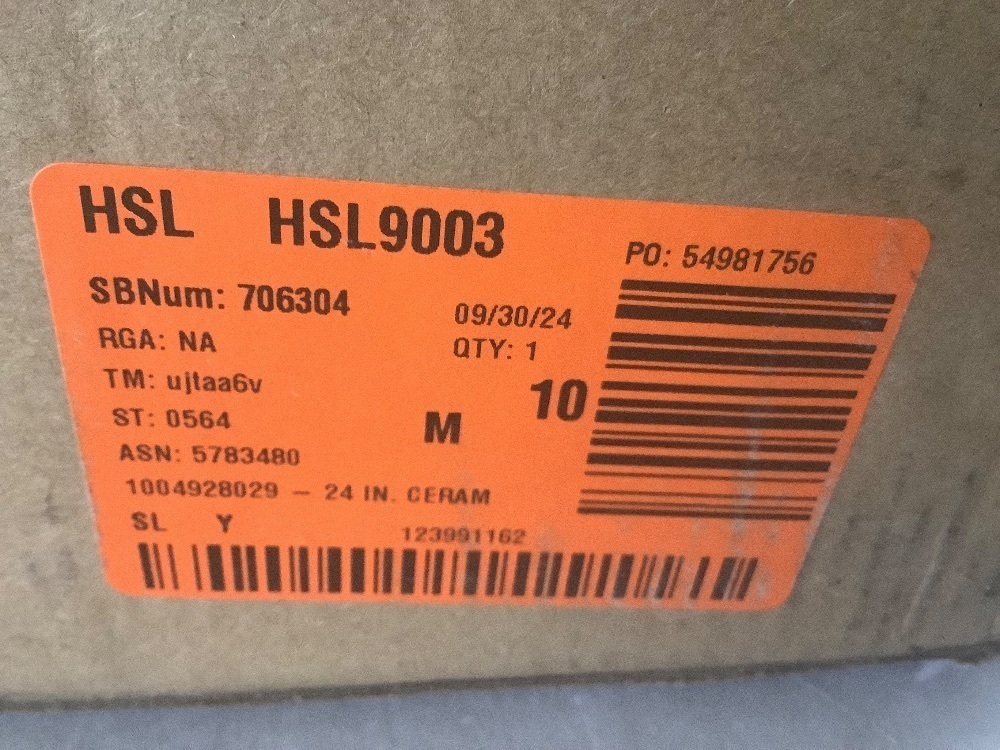 HSL HSL9003
PO: 54981756
SBNum: 706304
09/30/24
RGA: NA
QTY: 1
TM: ujtaa6v
10
ST: 0564
M
ASN: 5783480
1004928029 – 24 IN. CERAM
SL Y
123991162